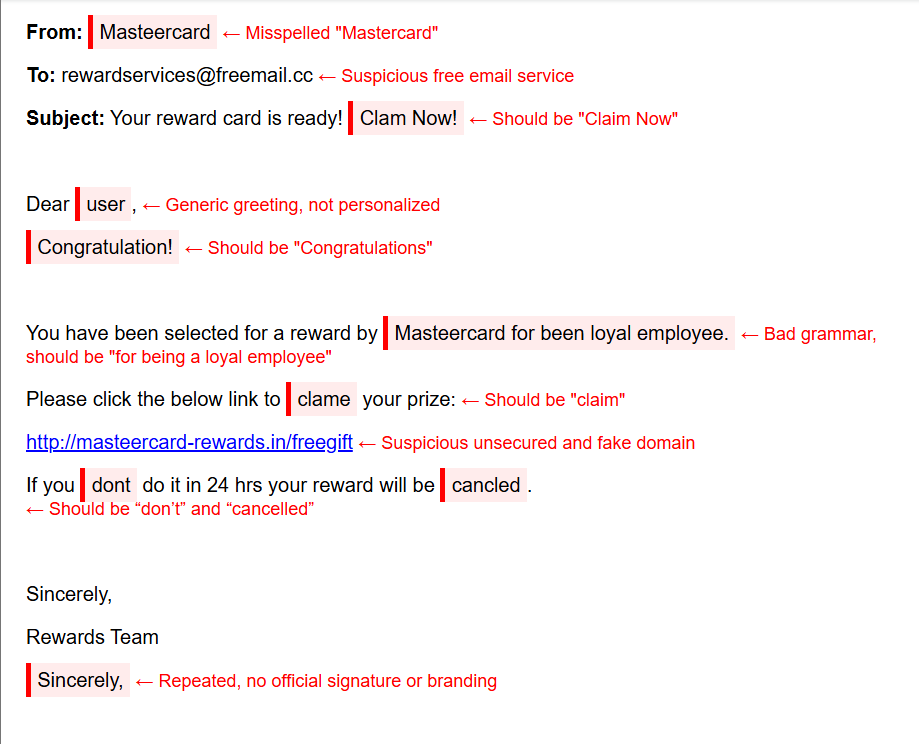 From: Masteercard ← Misspelled "Mastercard"
To: rewardservices@freemail.cc ← Suspicious free email service
Subject: Your reward card is ready! Clam Now! ← Should be "Claim Now"
Dear user , ← Generic greeting, not personalized
Congratulation! ← Should be "Congratulations"
You have been selected for a reward by Masteercard for been loyal employee. ← Bad grammar,
should be "for being a loyal employee"
Please click the below link to clame your prize: ← Should be "claim"
http://masteercard-rewards.in/freegift ← Suspicious unsecured and fake domain
If you dont do it in 24 hrs your reward will be cancled .
← Should be “don’t” and “cancelled”
Sincerely,
Rewards Team
Sincerely, ← Repeated, no official signature or branding